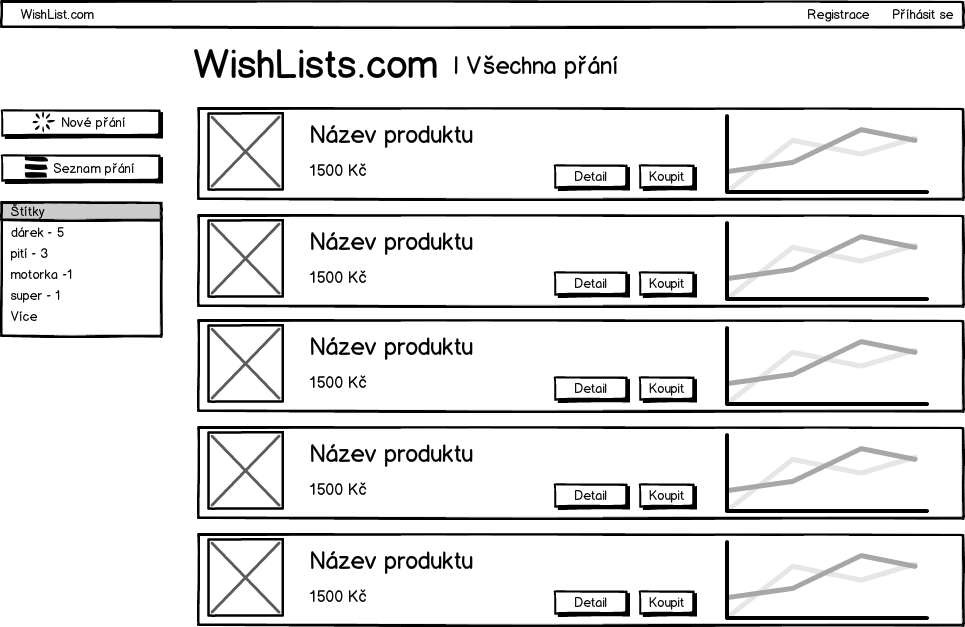 WishList.com
Registrace
Příhásit se
WishLists.com | Všechna přání
Nové přání
Seznam přání
Štítky
dárek - 5
pití - 3
motorka -1
super - 1
Více
Název produktu
1500 Kč
Detail
Koupit
Název produktu
1500 Kč
Detail
Koupit
Název produktu
1500 Kč
Detail
Koupit
Název produktu
1500 Kč
Detail
Koupit
Název produktu
1500 Kč
Detail
Koupit